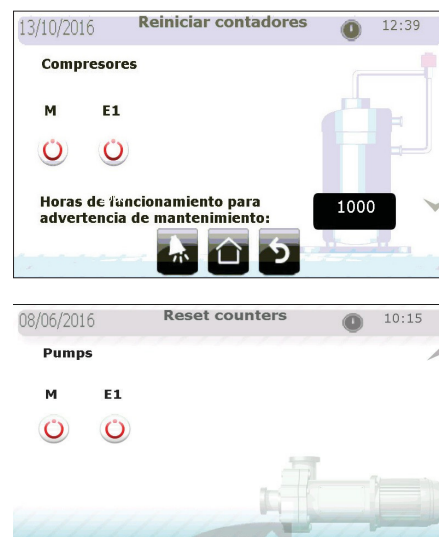 13/10/2016 Reiniciar contadores 12:39
Compresores
M E1
Horas de funcionamiento para
advertencia de mantenimiento: 1000
08/06/2016 Reset counters 10:15
Pumps
M E1